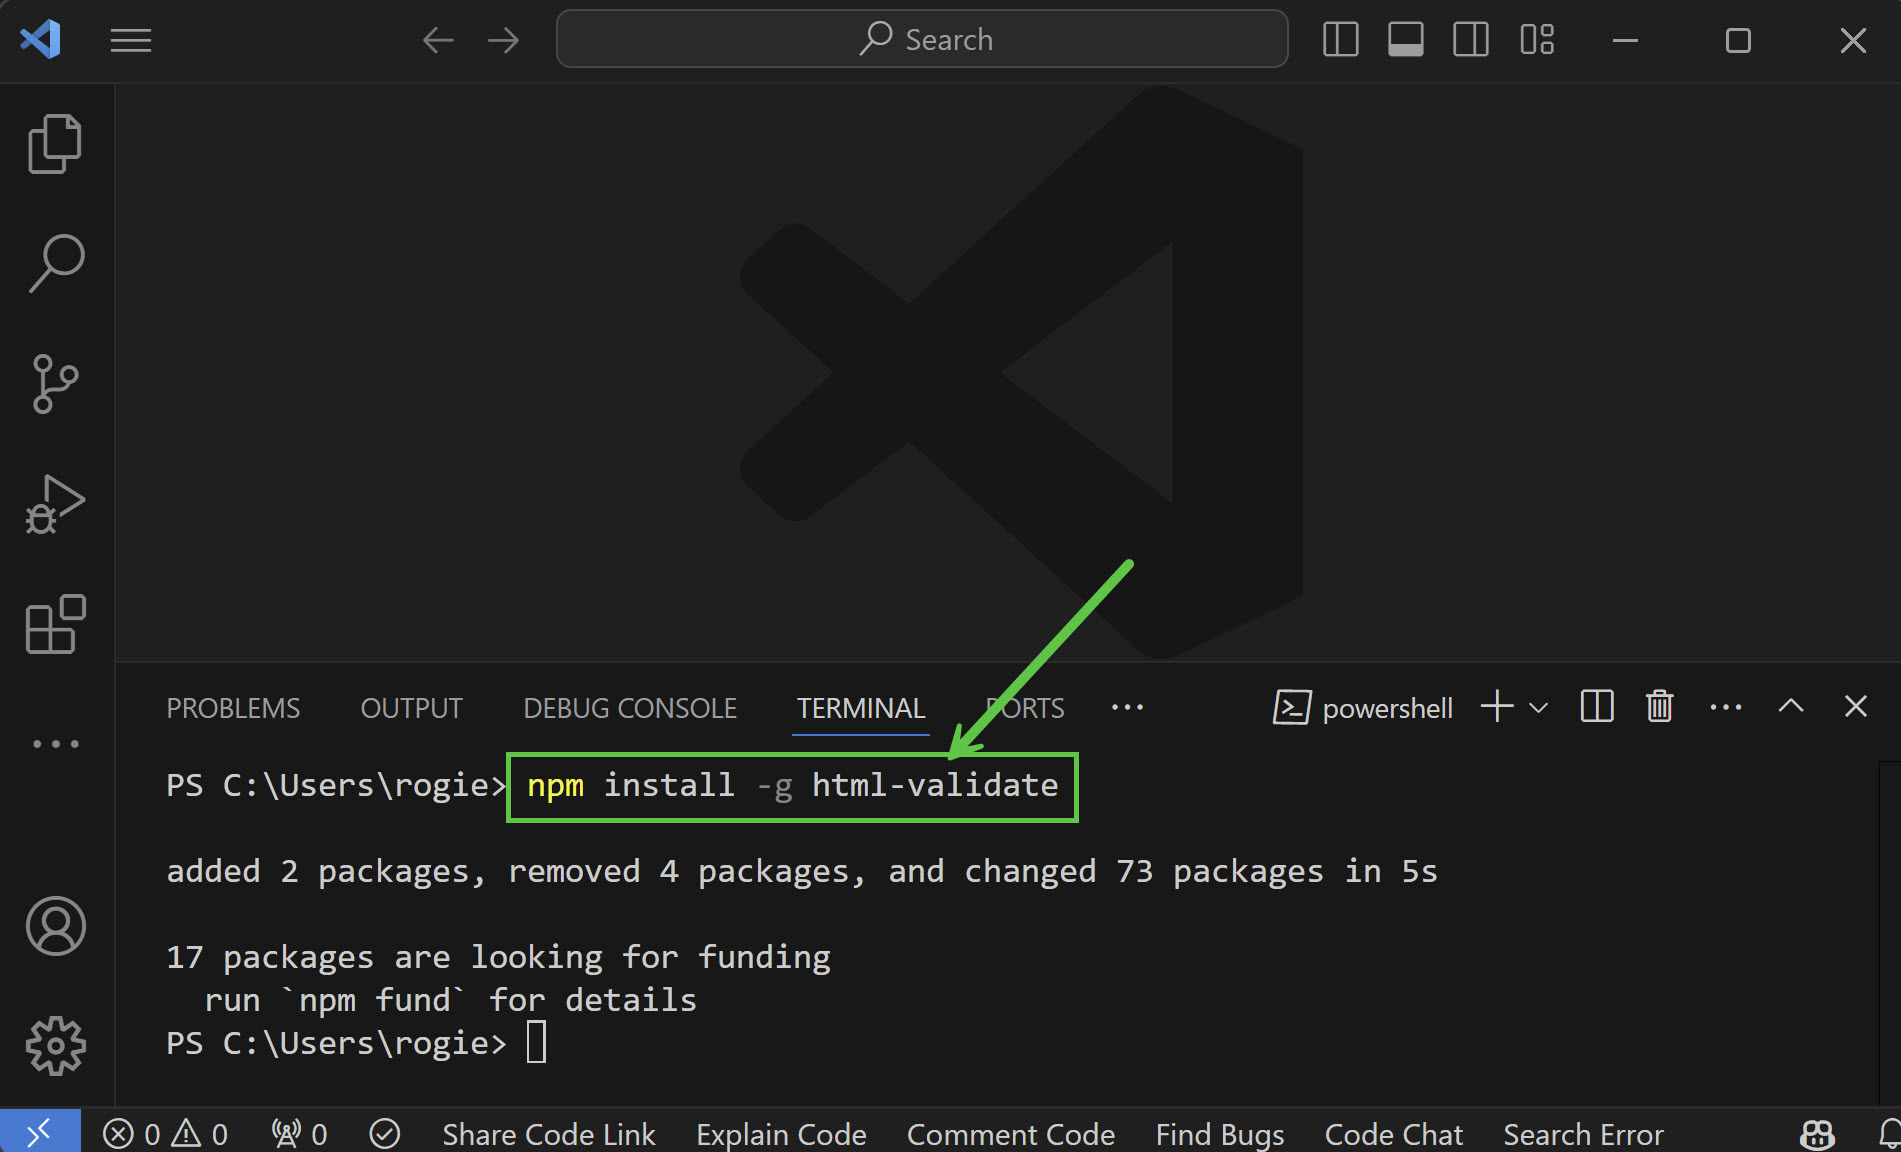 Search
PROBLEMS OUTPUT DEBUG CONSOLE TERMINAL PORTS powershell
PS C:\Users\rogie> npm install -g html-validate
added 2 packages, removed 4 packages, and changed 73 packages in 5s
17 packages are looking for funding
run `npm fund` for details
PS C:\Users\rogie>
0 0 0 Share Code Link Explain Code Comment Code Find Bugs Code Chat Search Error